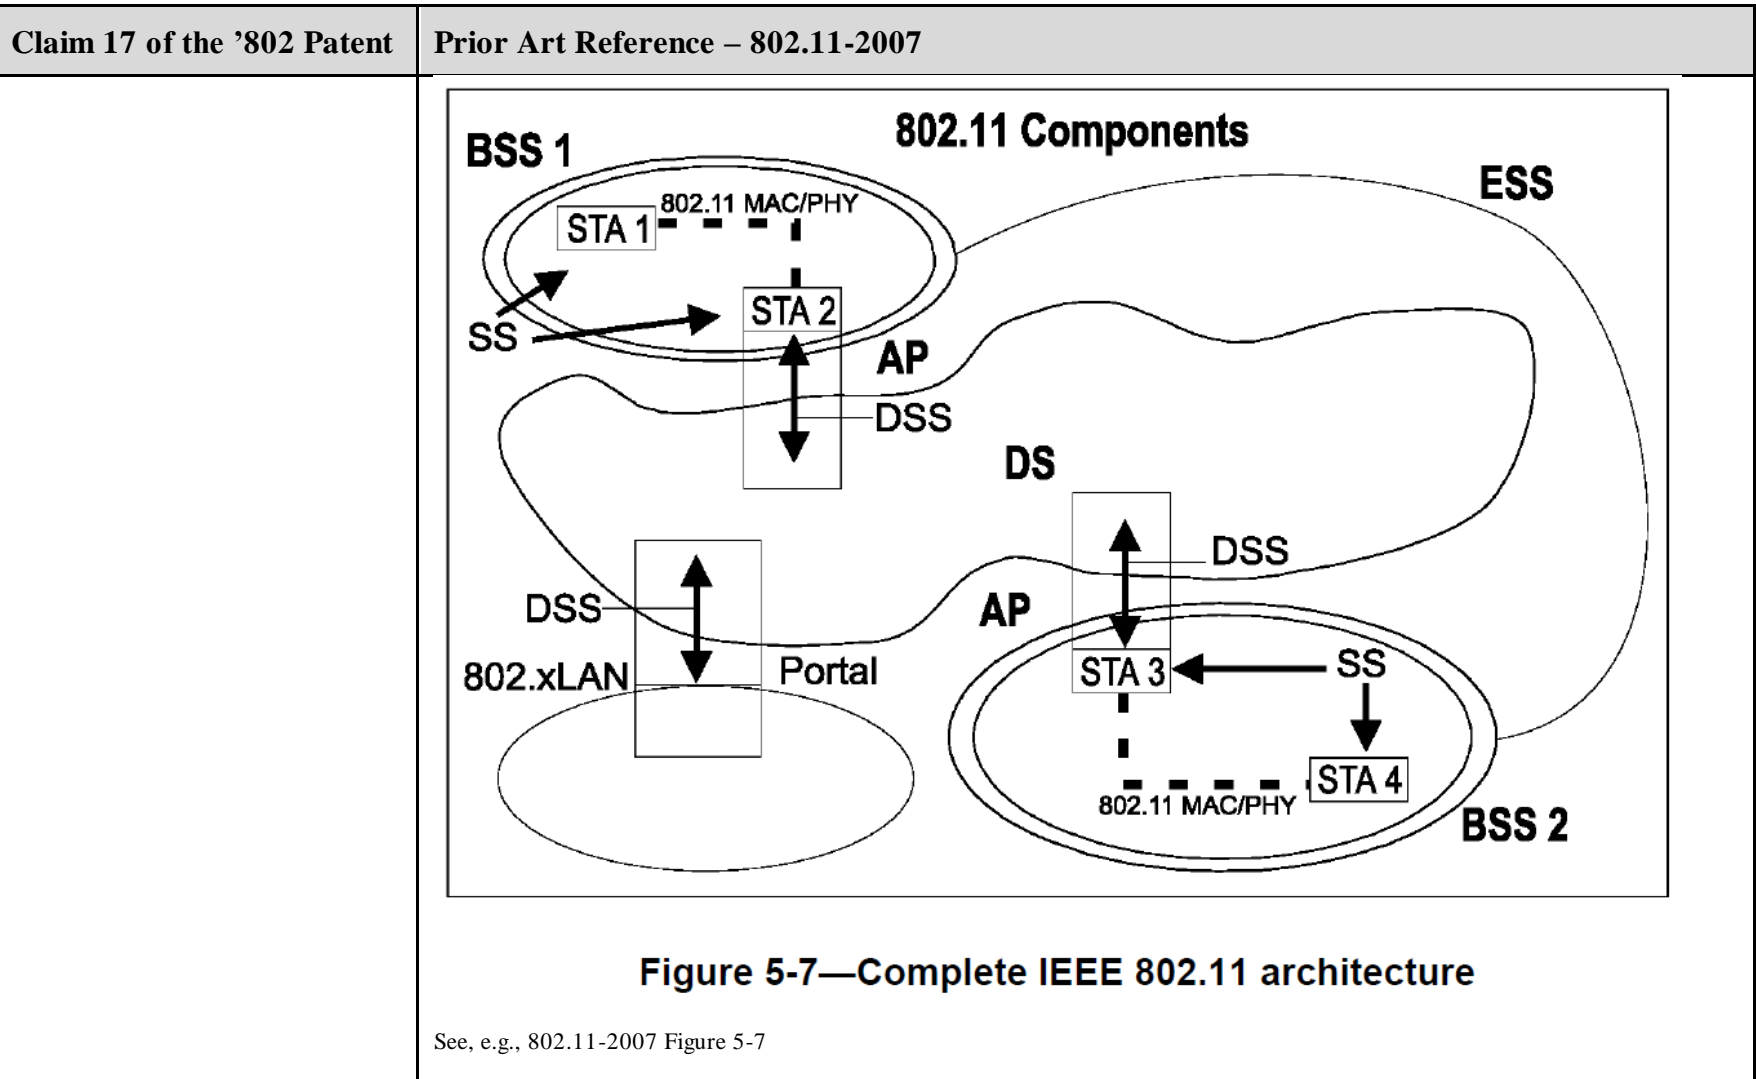 Claim 17 of the ’802 Patent
Prior Art Reference – 802.11-2007
802.11 Components
BSS 1
ESS
802.11 MAC/PHY
STA 1
STA 2
SS
AP
DSS
DS
DSS
DSS
AP
802.xLAN
Portal
STA 3
SS
STA 4
802.11 MAC/PHY
BSS 2
Figure 5-7—Complete IEEE 802.11 architecture
See, e.g., 802.11-2007 Figure 5-7